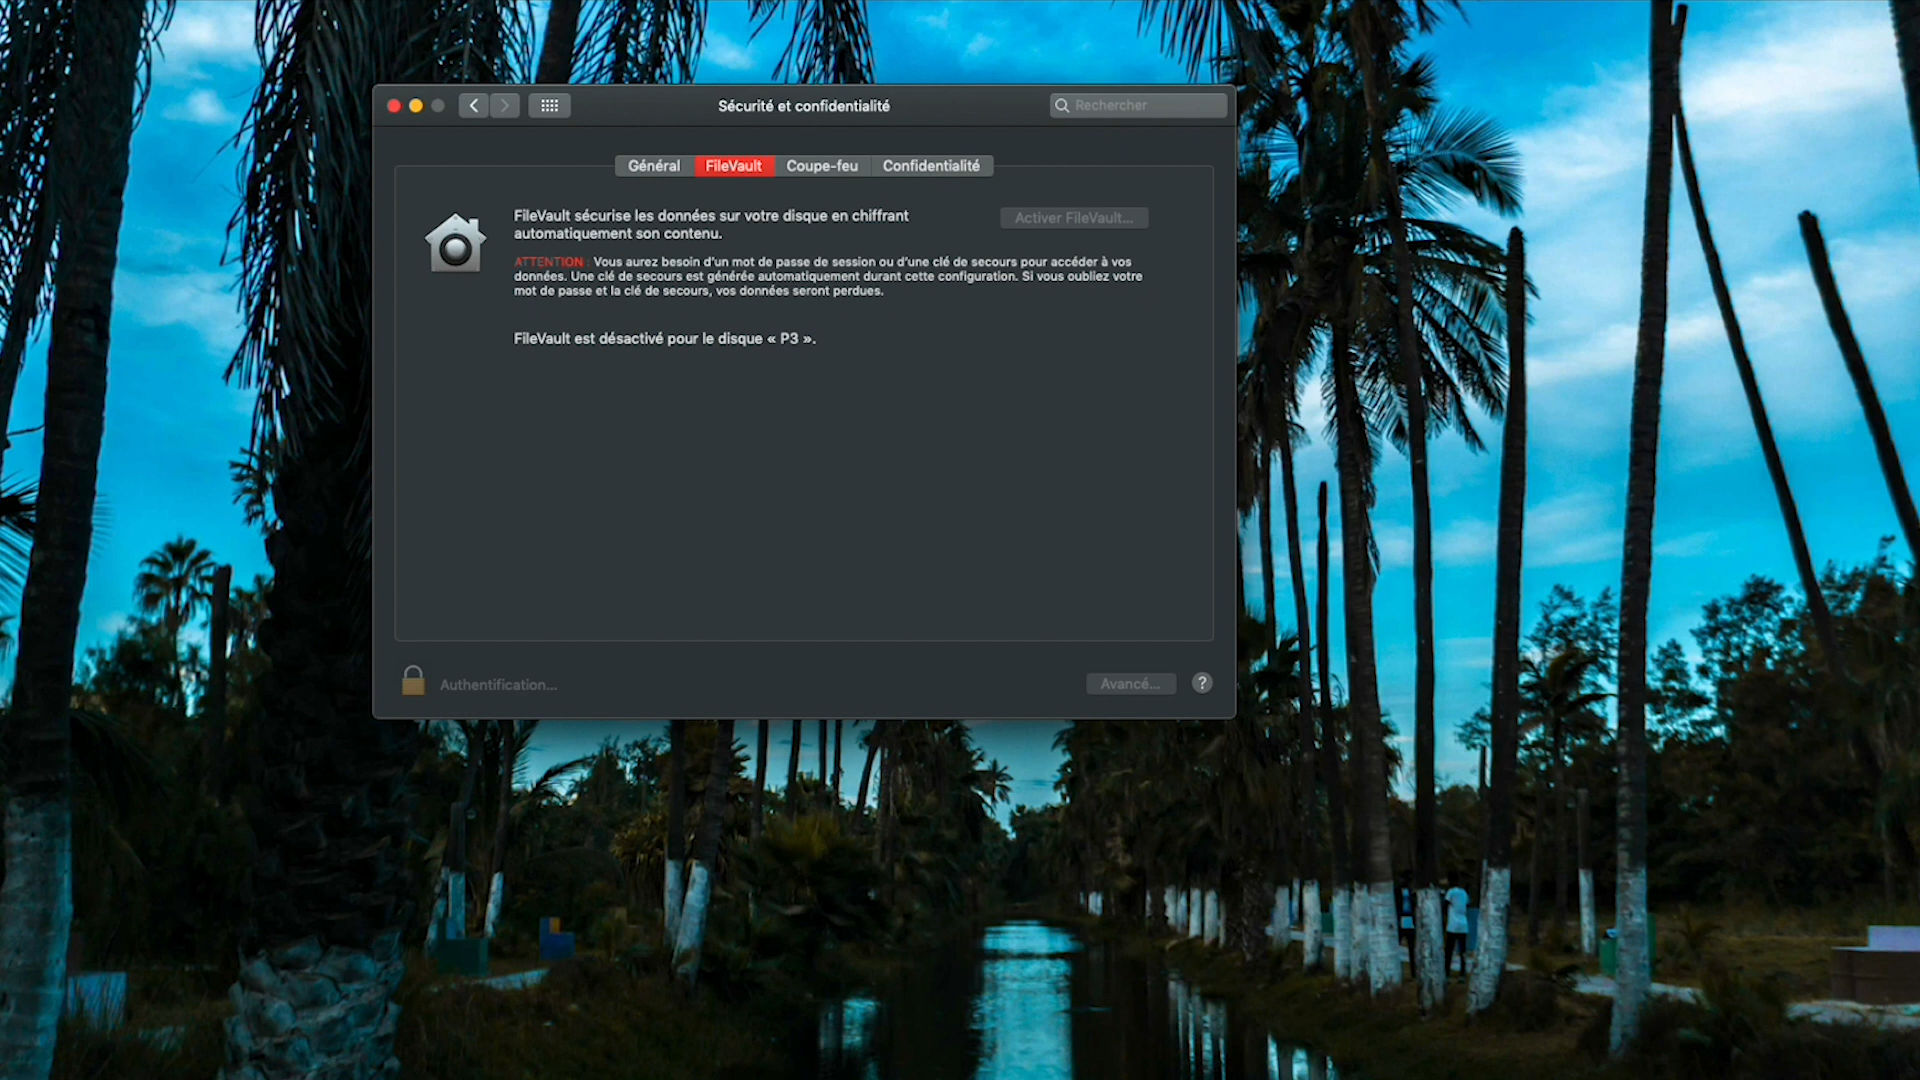 Sécurité et confidentialité
Rechercher
Général FileVault Coupe-feu Confidentialité
FileVault sécurise les données sur votre disque en chiffrant
automatiquement son contenu.
Activer FileVault...
ATTENTION : Vous aurez besoin d’un mot de passe de session ou d’une clé de secours pour accéder à vos
données. Une clé de secours est générée automatiquement durant cette configuration. Si vous oubliez votre
mot de passe et la clé de secours, vos données seront perdues.
FileVault est désactivé pour le disque « P3 ».
Authentification...
Avancé...
?